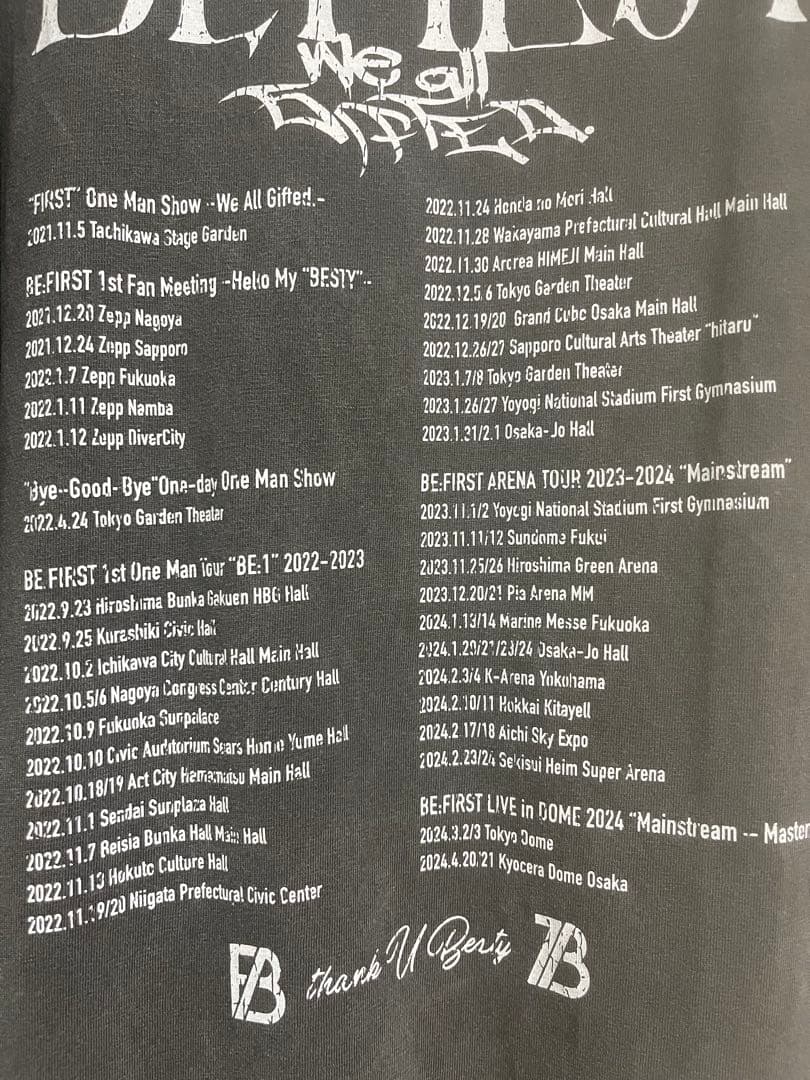 BE:FIRST
We all
GIFTED.
"FIRST" One Man Show -We All Gifted.-
2021.11.5 Tachikawa Stage Garden
BE:FIRST 1st Fan Meeting -Hello My "BESTY"-
2021.12.20 Zepp Nagoya
2021.12.24 Zepp Sapporo
2022.1.7 Zepp Fukuoka
2022.1.11 Zepp Namba
2022.1.12 Zepp DiverCity
"Bye-Good-Bye"One-day One Man Show
2022.4.24 Tokyo Garden Theater
BE:FIRST 1st One Man Tour "BE:1" 2022-2023
2022.9.23 Hiroshima Bunka Gakuen HBG Hall
2022.9.25 Kurashiki Civic Hall
2022.10.2 Ichikawa City Cultural Hall Main Hall
2022.10.5/6 Nagoya Congress Center Century Hall
2022.10.9 Fukuoka Sunpalace
2022.10.10 Civic Auditorium Sears Home Yume Hall
2022.10.18/19 Act City Hamamatsu Main Hall
2022.11.1 Sendai Sunplaza Hall
2022.11.7 Reisia Bunka Hall Main Hall
2022.11.13 Hokuto Culture Hall
2022.11.19/20 Niigata Prefectural Civic Center
2022.11.24 Honda no Mori Hall
2022.11.28 Wakayama Prefectural Cultural Hall Main Hall
2022.11.30 Arcrea HIMEJI Main Hall
2022.12.5.6 Tokyo Garden Theater
2022.12.19/20 Grand Cube Osaka Main Hall
2022.12.26/27 Sapporo Cultural Arts Theater "hitaru"
2023.1.7/8 Tokyo Garden Theater
2023.1.26/27 Yoyogi National Stadium First Gymnasium
2023.1.31/2.1 Osaka-Jo Hall
BE:FIRST ARENA TOUR 2023-2024 "Mainstream"
2023.11.1/2 Yoyogi National Stadium First Gymnasium
2023.11.11/12 Sundome Fukui
2023.11.25/26 Hiroshima Green Arena
2023.12.20/21 Pia Arena MM
2024.1.13/14 Marine Messe Fukuoka
2024.1.20/21/23/24 Osaka-Jo Hall
2024.2.3/4 K-Arena Yokohama
2024.2.10/11 Hokkai Kitayell
2024.2.17/18 Aichi Sky Expo
2024.2.23/24 Sekisui Heim Super Arena
BE:FIRST LIVE in DOME 2024 "Mainstream -- Master
2024.3.2/3 Tokyo Dome
2024.4.20/21 Kyocera Dome Osaka
thank U Besty